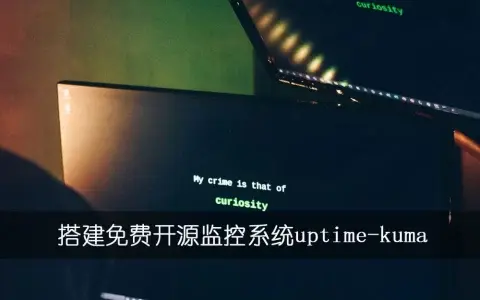 curiosity
My crime is that of
curiosity
搭建免费开源监控系统uptime-kuma